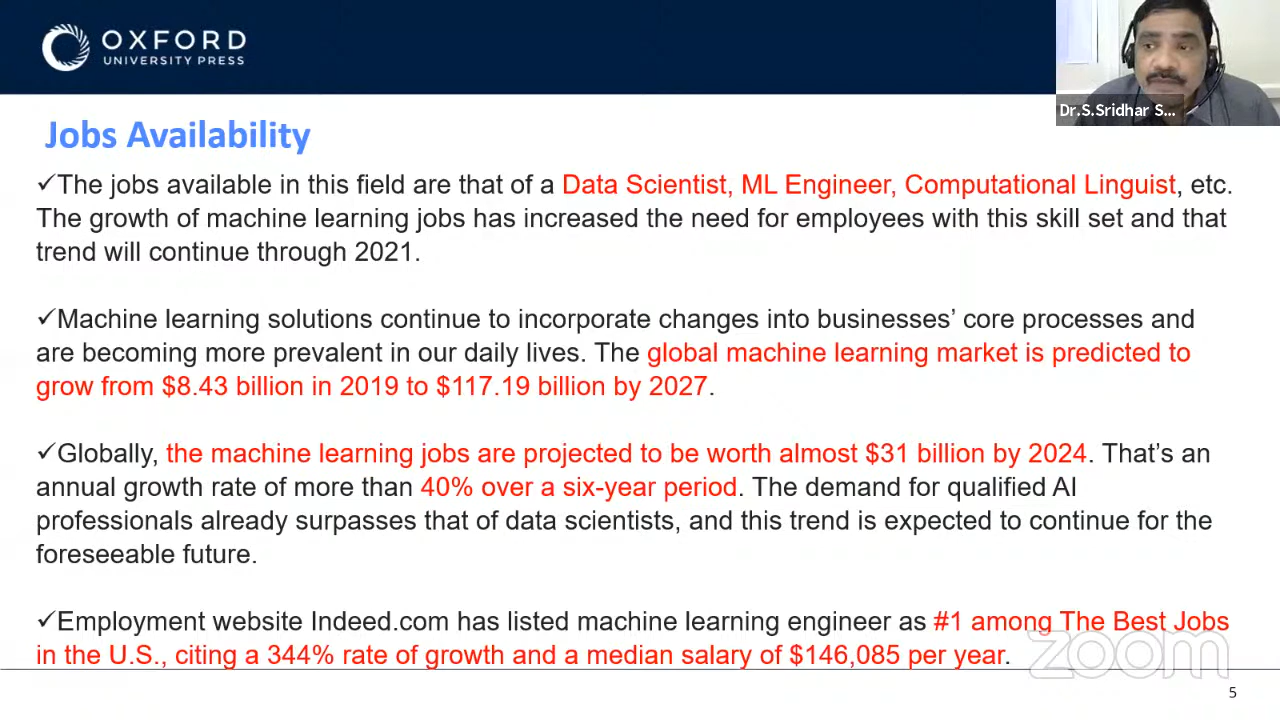 OXFORD
UNIVERSITY PRESS
Dr.S.Sridhar S...
Jobs Availability
✓The jobs available in this field are that of a Data Scientist, ML Engineer, Computational Linguist, etc.
The growth of machine learning jobs has increased the need for employees with this skill set and that
trend will continue through 2021.
✓Machine learning solutions continue to incorporate changes into businesses’ core processes and
are becoming more prevalent in our daily lives. The global machine learning market is predicted to
grow from $8.43 billion in 2019 to $117.19 billion by 2027.
✓Globally, the machine learning jobs are projected to be worth almost $31 billion by 2024. That’s an
annual growth rate of more than 40% over a six-year period. The demand for qualified AI
professionals already surpasses that of data scientists, and this trend is expected to continue for the
foreseeable future.
✓Employment website Indeed.com has listed machine learning engineer as #1 among The Best Jobs
in the U.S., citing a 344% rate of growth and a median salary of $146,085 per year.
zoom
5